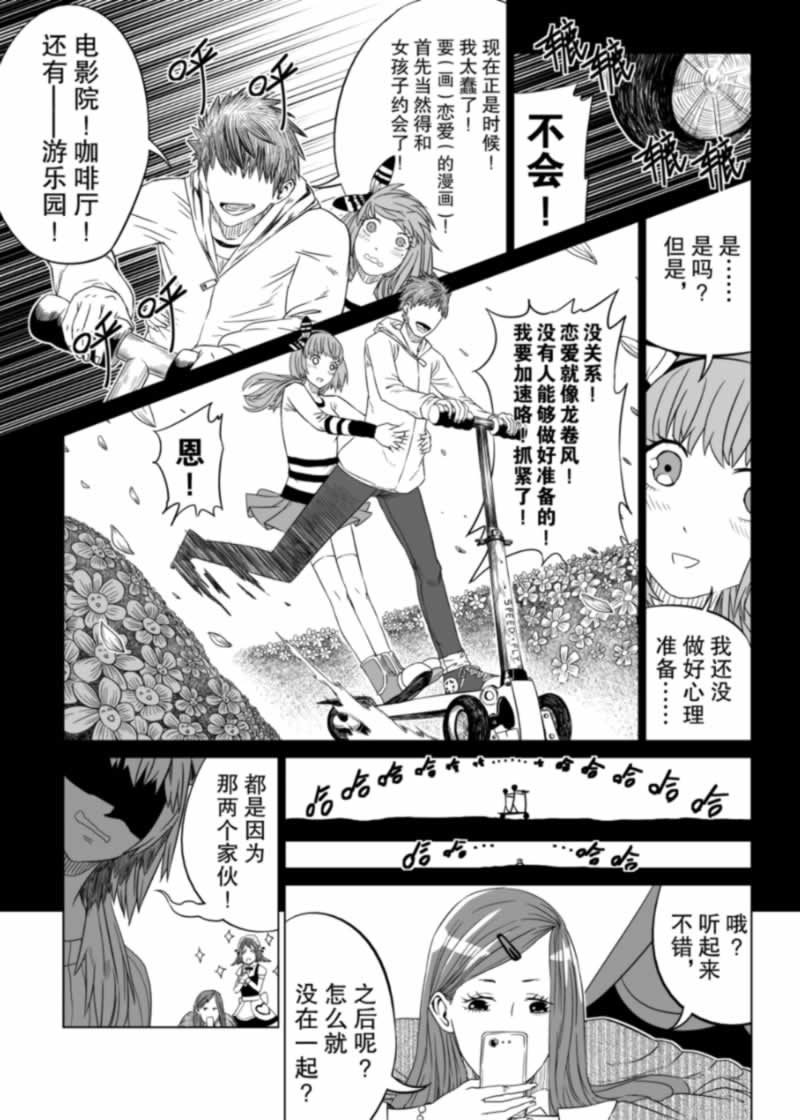 辘
辘
辘
辘
不会！
现在正是时候！
我太蠢了！
要（画）恋爱（的漫画）！
首先当然得和
女孩子约会了！
呼
呼
电影院！咖啡厅！
还有——游乐园！
呼
呼
是……
是吗？
但是，
我还没
做好心理
准备……
没关系！
恋爱就像龙卷风！
没有人能够做好准备的！
我要加速咯！抓紧了！
恩！
SPEED·FLY
哈哈哈哈哈……哈哈哈哈
哈哈……哈哈
都是因为
那两个家伙！
哦？
听起来
不错，
之后呢？
怎么就
没在一起？